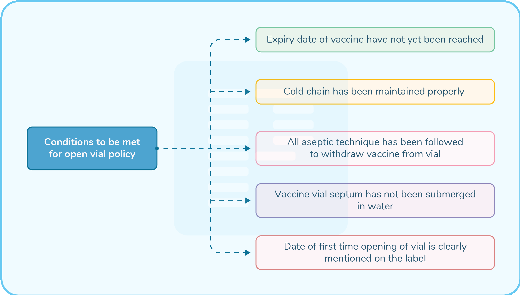 Expiry date of vaccine have not yet been reached
Cold chain has been maintained properly
Conditions to be met
for open vial policy
All aseptic technique has been followed
to withdraw vaccine from vial
Vaccine vial septum has not been submerged
in water
Date of first time opening of vial is clearly
mentioned on the label